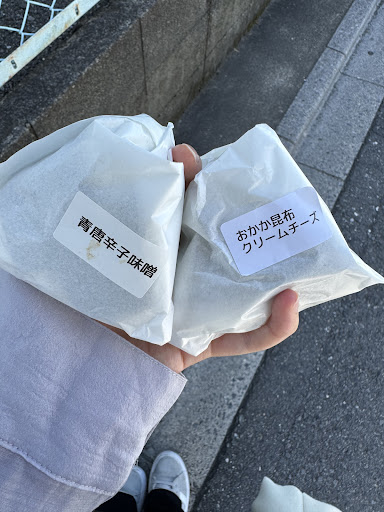 青唐辛子味噌
おかか昆布
クリームチーズ